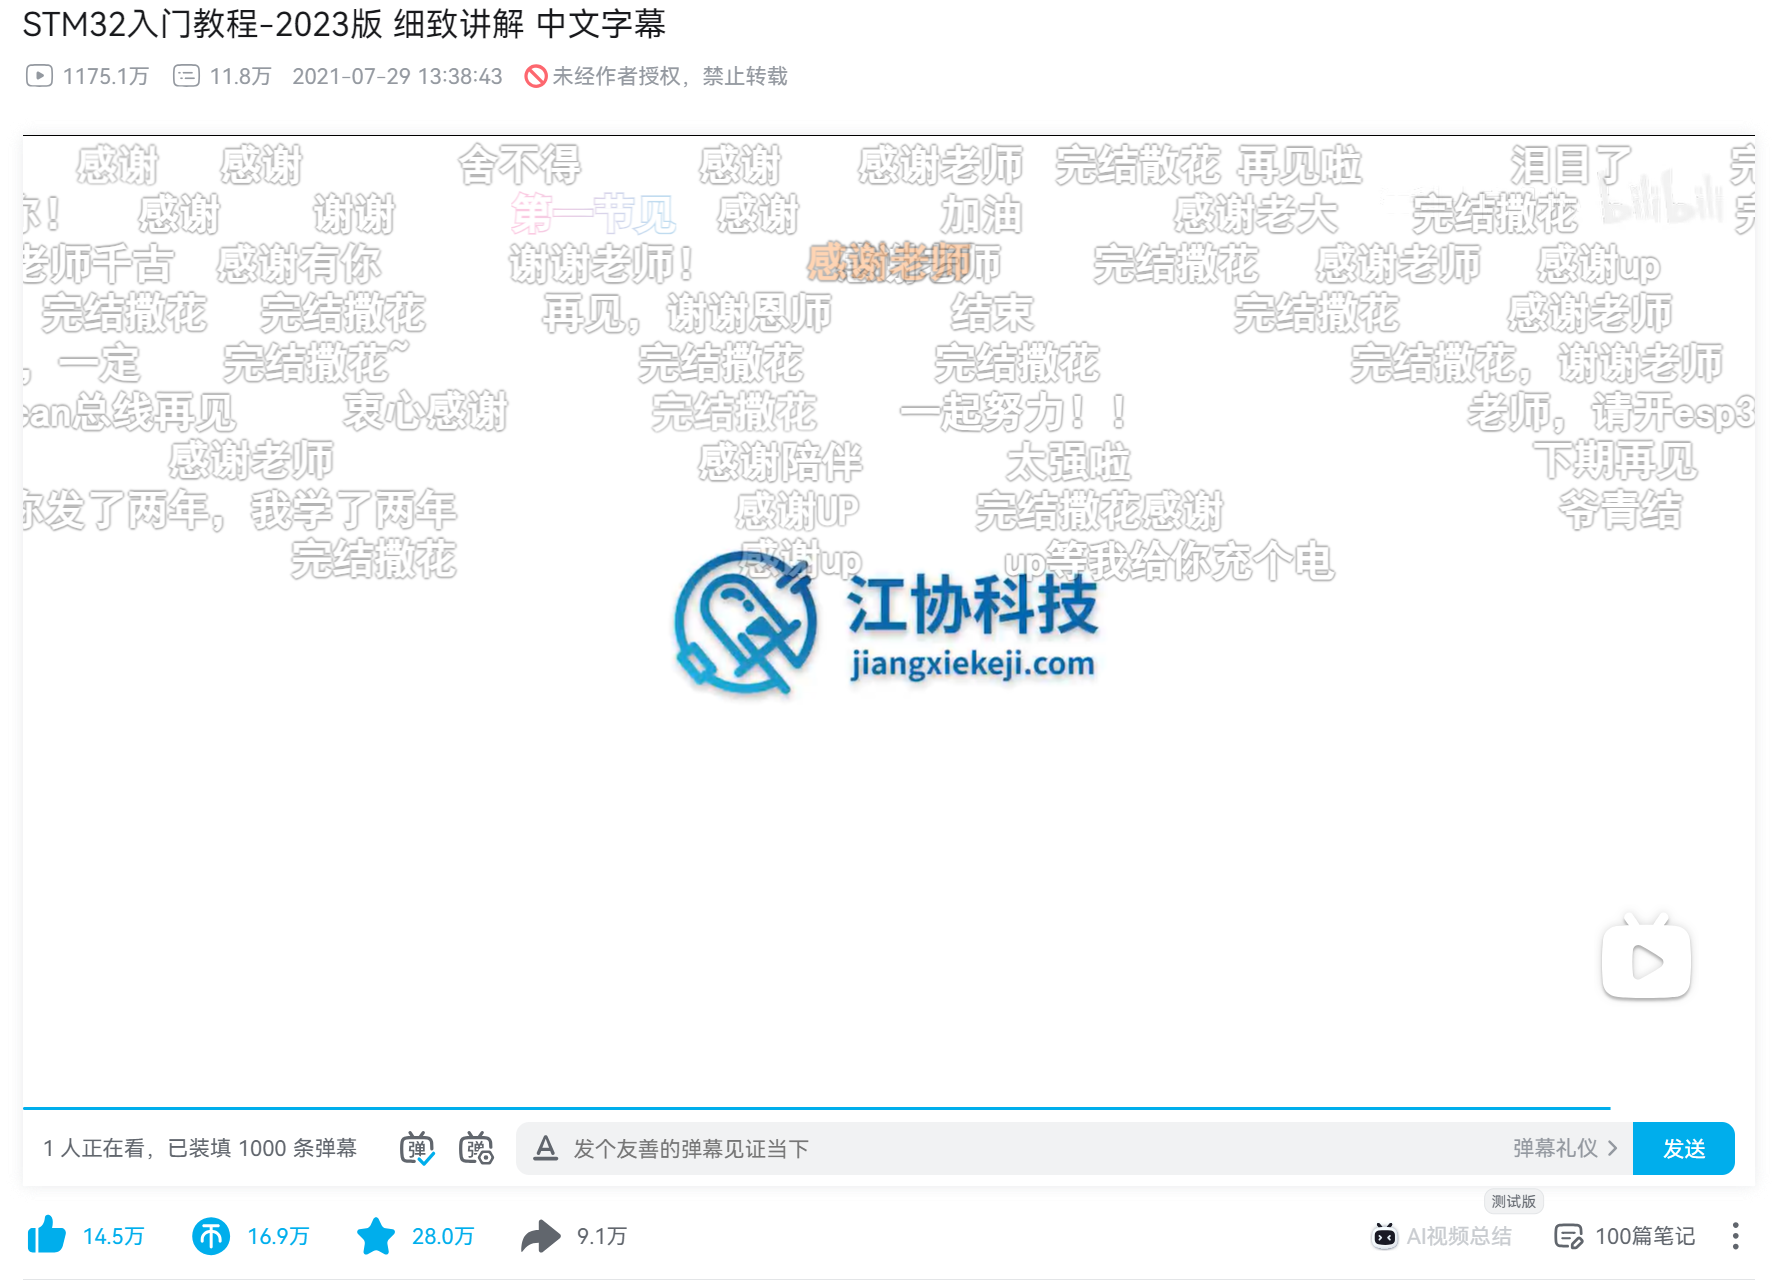 STM32入门教程-2023版 细致讲解 中文字幕
1175.1万 11.8万 2021-07-29 13:38:43 未经作者授权，禁止转载
感谢 感谢 舍不得 感谢 感谢老师 完结散花 再见啦 泪目了 完
你！ 感谢 谢谢 第一节见 感谢 加油 感谢老大 完结撒花 bilibili 完
老师千古 感谢有你 谢谢老师！ 感谢老师 感谢老师 完结撒花 感谢老师 感谢up
完结撒花 完结撒花 再见，谢谢恩师 结束 完结撒花 感谢老师
，一定 完结撒花~ 完结撒花 完结撒花 完结撒花，谢谢老师
can总线再见 衷心感谢 完结撒花 一起努力！！ 老师，请开esp3
感谢老师 感谢陪伴 太强啦 下期再见
你发了两年，我学了两年 感谢UP 完结撒花感谢 爷青结
完结撒花 感谢up up等我给你充个电
江协科技
jiangxiekeji.com
1 人正在看，已装填 1000 条弹幕 弹 弹 A 发个友善的弹幕见证当下 弹幕礼仪 发送
测试版
14.5万 16.9万 28.0万 9.1万 AI视频总结 100篇笔记